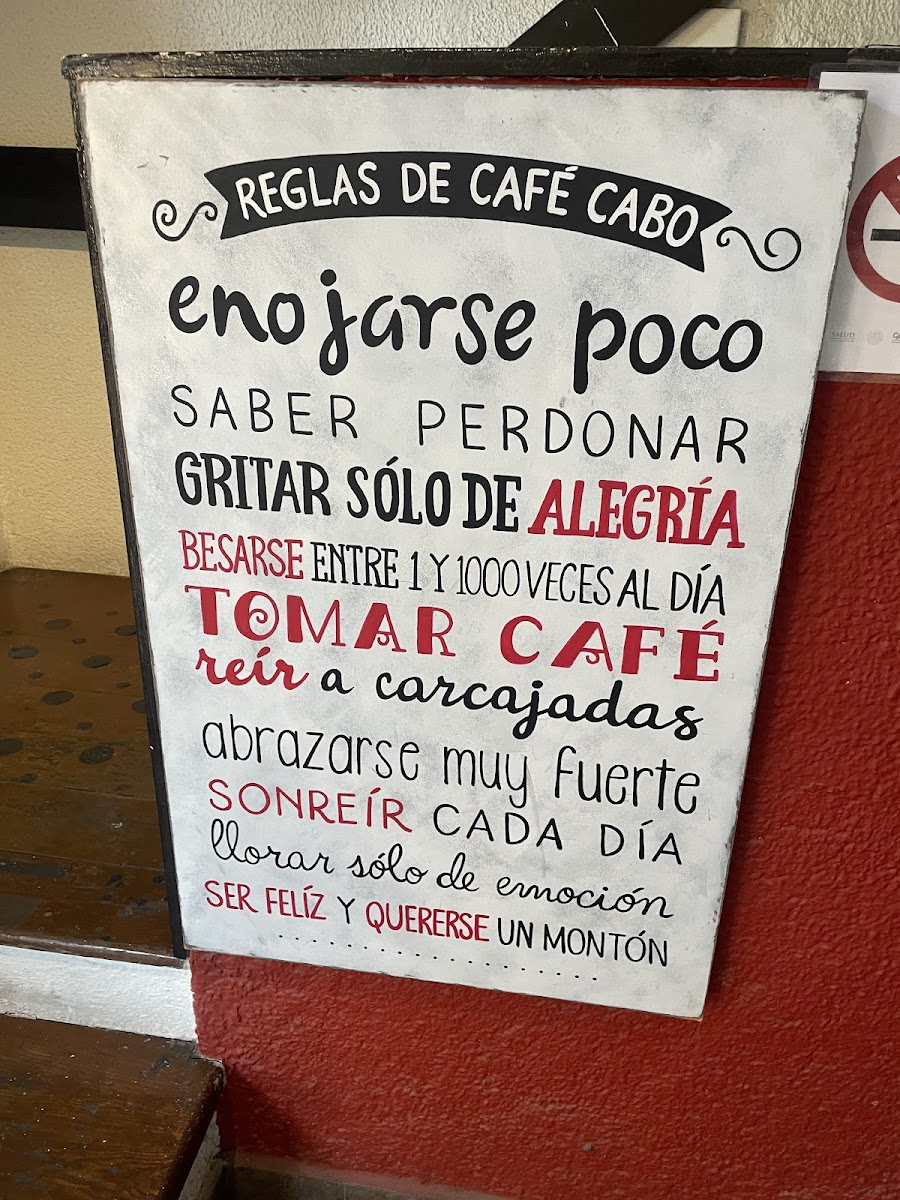 REGLAS DE CAFÉ CABO
enojarse poco
SABER PERDONAR
GRITAR SÓLO DE ALEGRÍA
BESARSE ENTRE 1 Y 1000 VECES AL DÍA
TOMAR CAFÉ
reír a carcajadas
abrazarse muy fuerte
SONREÍR CADA DÍA
llorar sólo de emoción
SER FELÍZ Y QUERERSE UN MONTÓN
SALUD